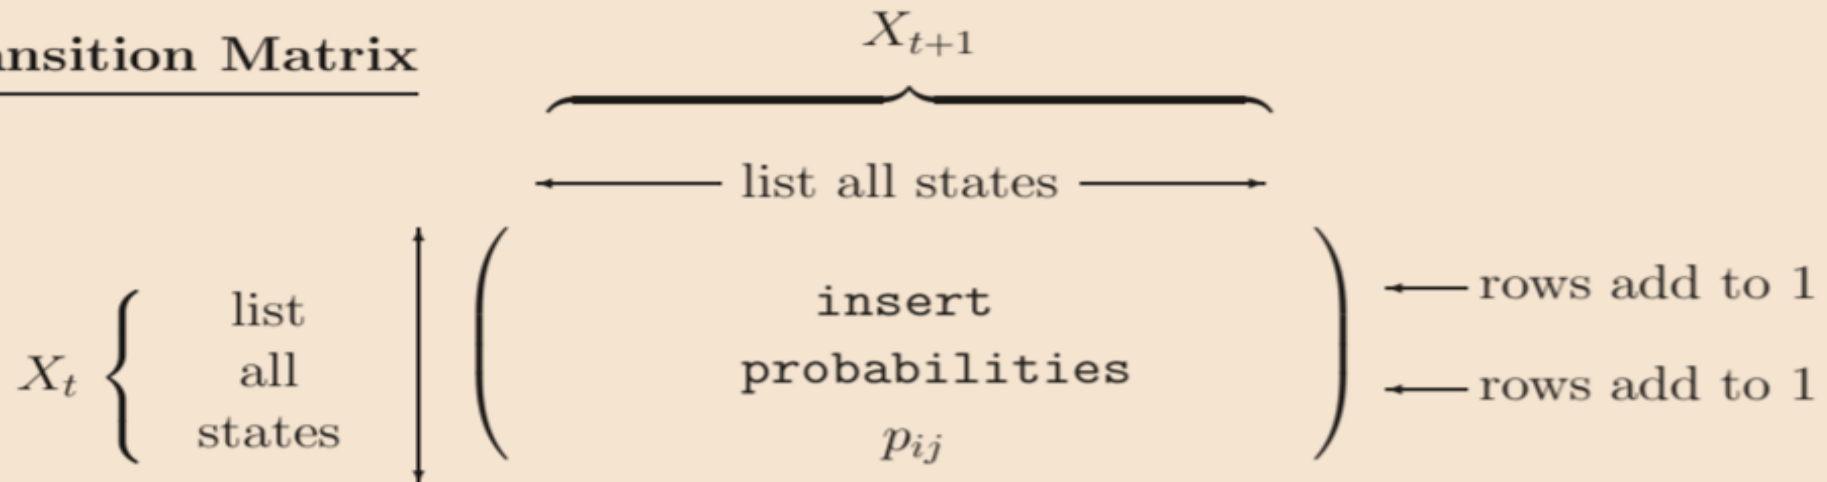 Matrix
X_{t+1}
list all states
list
all
states
X_t
insert
probabilities
p_{ij}
rows add to 1
rows add to 1